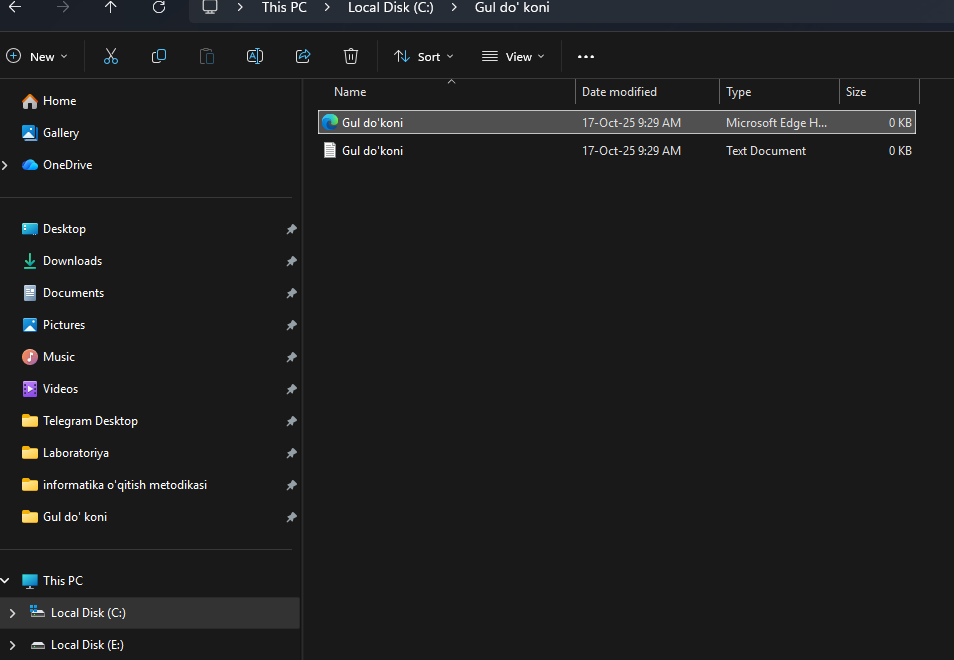 This PC > Local Disk (C:) > Gul do' koni
New Sort View
Name Date modified Type Size
Gul do'koni 17-Oct-25 9:29 AM Microsoft Edge H... 0 KB
Gul do'koni 17-Oct-25 9:29 AM Text Document 0 KB
Home
Gallery
OneDrive
Desktop
Downloads
Documents
Pictures
Music
Videos
Telegram Desktop
Laboratoriya
informatika o'qitish metodikasi
Gul do' koni
This PC
Local Disk (C:)
Local Disk (E:)